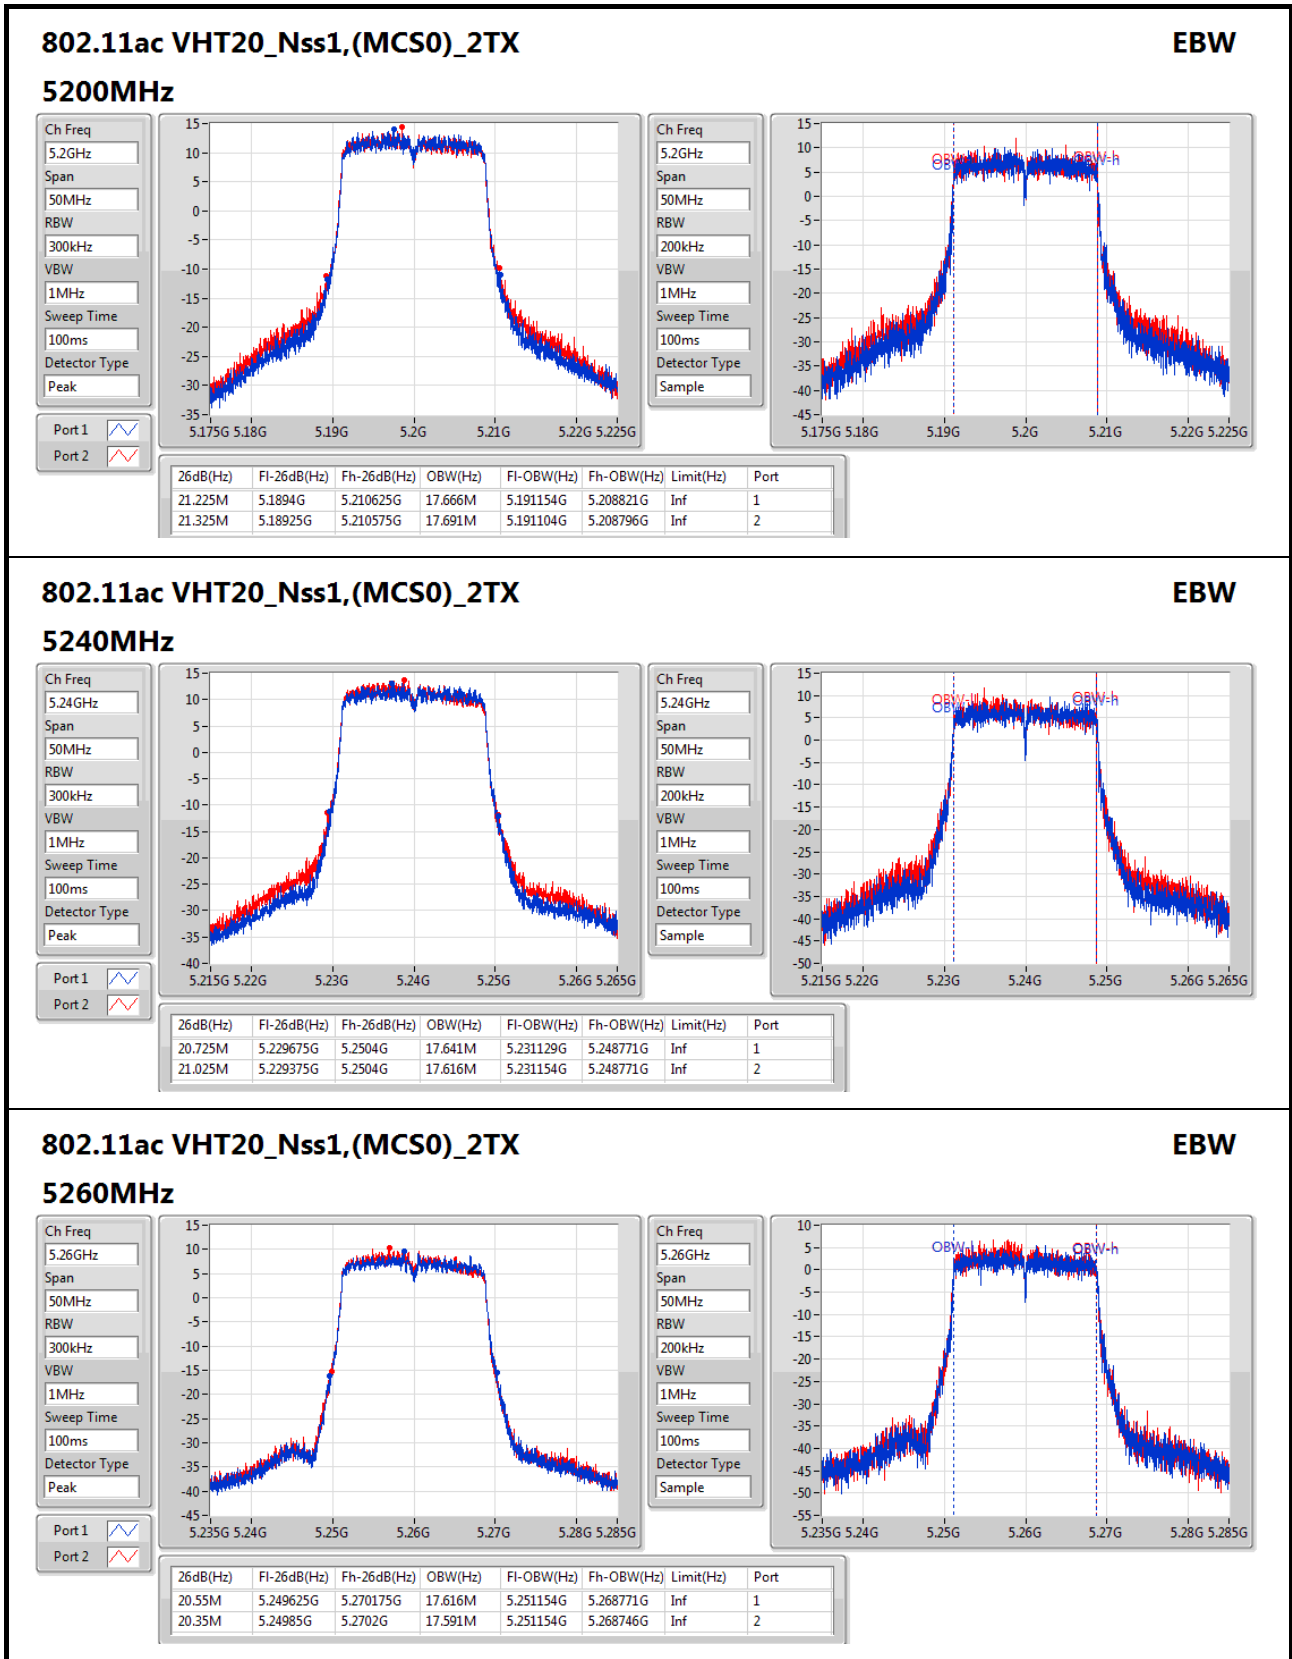 802.11ac VHT20_Nss1,(MCS0)_2TX EBW
5200MHz
Ch Freq
5.2GHz
Span
50MHz
RBW
300kHz
VBW
1MHz
Sweep Time
100ms
Detector Type
Peak
Port 1
Port 2
15
10
5
0
-5
-10
-15
-20
-25
-30
-35
5.175G 5.18G 5.19G 5.2G 5.21G 5.22G 5.225G
Ch Freq
5.2GHz
Span
50MHz
RBW
200kHz
VBW
1MHz
Sweep Time
100ms
Detector Type
Sample
15
10
5
0
-5
-10
-15
-20
-25
-30
-35
-40
-45
OBW-h
5.175G 5.18G 5.19G 5.2G 5.21G 5.22G 5.225G
26dB(Hz) Fl-26dB(Hz) Fh-26dB(Hz) OBW(Hz) Fl-OBW(Hz) Fh-OBW(Hz) Limit(Hz) Port
21.225M 5.1894G 5.210625G 17.666M 5.191154G 5.208821G Inf 1
21.325M 5.18925G 5.210575G 17.691M 5.191104G 5.208796G Inf 2
802.11ac VHT20_Nss1,(MCS0)_2TX EBW
5240MHz
Ch Freq
5.24GHz
Span
50MHz
RBW
300kHz
VBW
1MHz
Sweep Time
100ms
Detector Type
Peak
Port 1
Port 2
15
10
5
0
-5
-10
-15
-20
-25
-30
-35
-40
5.215G 5.22G 5.23G 5.24G 5.25G 5.26G 5.265G
Ch Freq
5.24GHz
Span
50MHz
RBW
200kHz
VBW
1MHz
Sweep Time
100ms
Detector Type
Sample
15
10
5
0
-5
-10
-15
-20
-25
-30
-35
-40
-45
-50
OBW-h
5.215G 5.22G 5.23G 5.24G 5.25G 5.26G 5.265G
26dB(Hz) Fl-26dB(Hz) Fh-26dB(Hz) OBW(Hz) Fl-OBW(Hz) Fh-OBW(Hz) Limit(Hz) Port
20.725M 5.229675G 5.2504G 17.641M 5.231129G 5.248771G Inf 1
21.025M 5.229375G 5.2504G 17.616M 5.231154G 5.248771G Inf 2
802.11ac VHT20_Nss1,(MCS0)_2TX EBW
5260MHz
Ch Freq
5.26GHz
Span
50MHz
RBW
300kHz
VBW
1MHz
Sweep Time
100ms
Detector Type
Peak
Port 1
Port 2
15
10
5
0
-5
-10
-15
-20
-25
-30
-35
-40
-45
5.235G 5.24G 5.25G 5.26G 5.27G 5.28G 5.285G
Ch Freq
5.26GHz
Span
50MHz
RBW
200kHz
VBW
1MHz
Sweep Time
100ms
Detector Type
Sample
10
5
0
-5
-10
-15
-20
-25
-30
-35
-40
-45
-50
-55
OBW-h
5.235G 5.24G 5.25G 5.26G 5.27G 5.28G 5.285G
26dB(Hz) Fl-26dB(Hz) Fh-26dB(Hz) OBW(Hz) Fl-OBW(Hz) Fh-OBW(Hz) Limit(Hz) Port
20.55M 5.249625G 5.270175G 17.616M 5.251154G 5.268771G Inf 1
20.35M 5.24985G 5.2702G 17.591M 5.251154G 5.268746G Inf 2